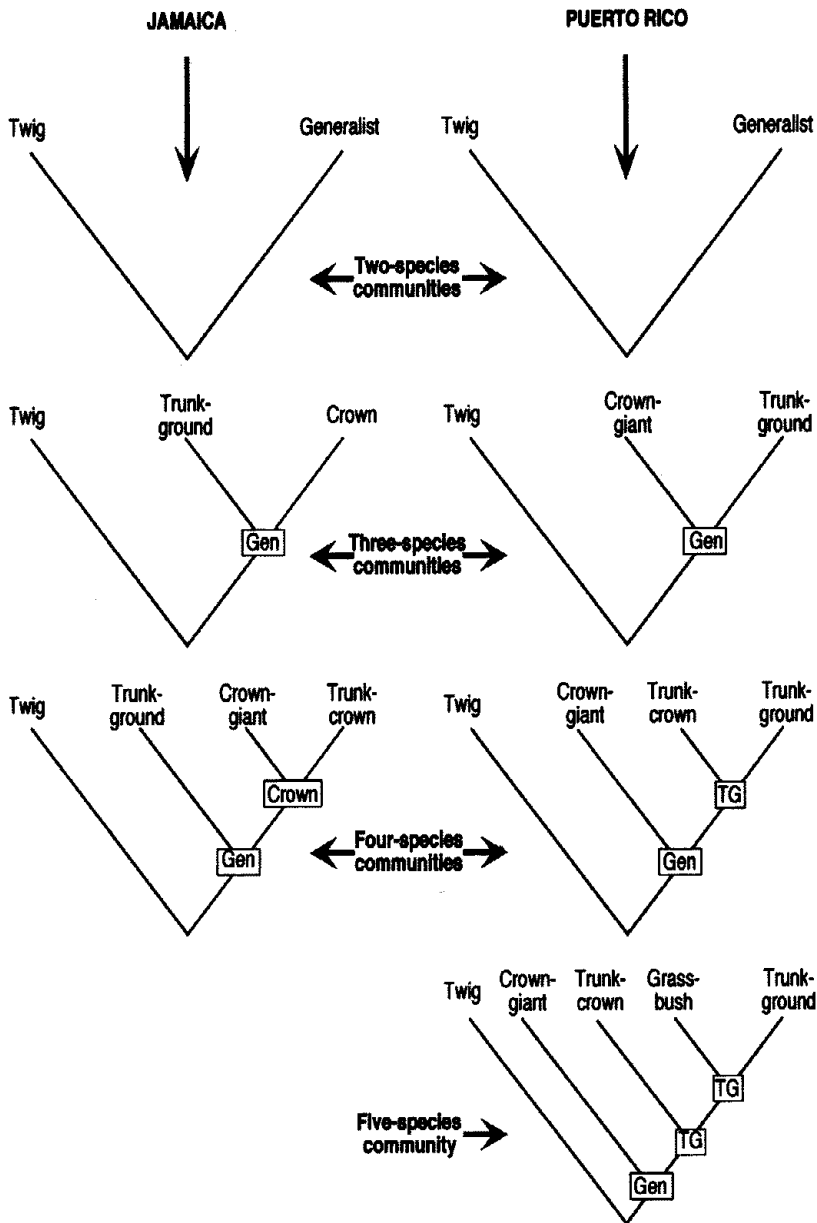 JAMAICA
PUERTO RICO
Twig
Generalist
Twig
Generalist
Two-species
communities
Twig
Trunk-
ground
Crown
Twig
Crown-
giant
Trunk-
ground
Gen
Three-species
communities
Gen
Twig
Trunk-
ground
Crown-
giant
Trunk-
crown
Twig
Crown-
giant
Trunk-
crown
Trunk-
ground
Crown
TG
Gen
Four-species
communities
Gen
Twig
Crown-
giant
Trunk-
crown
Grass-
bush
Trunk-
ground
TG
Five-species
community
TG
Gen